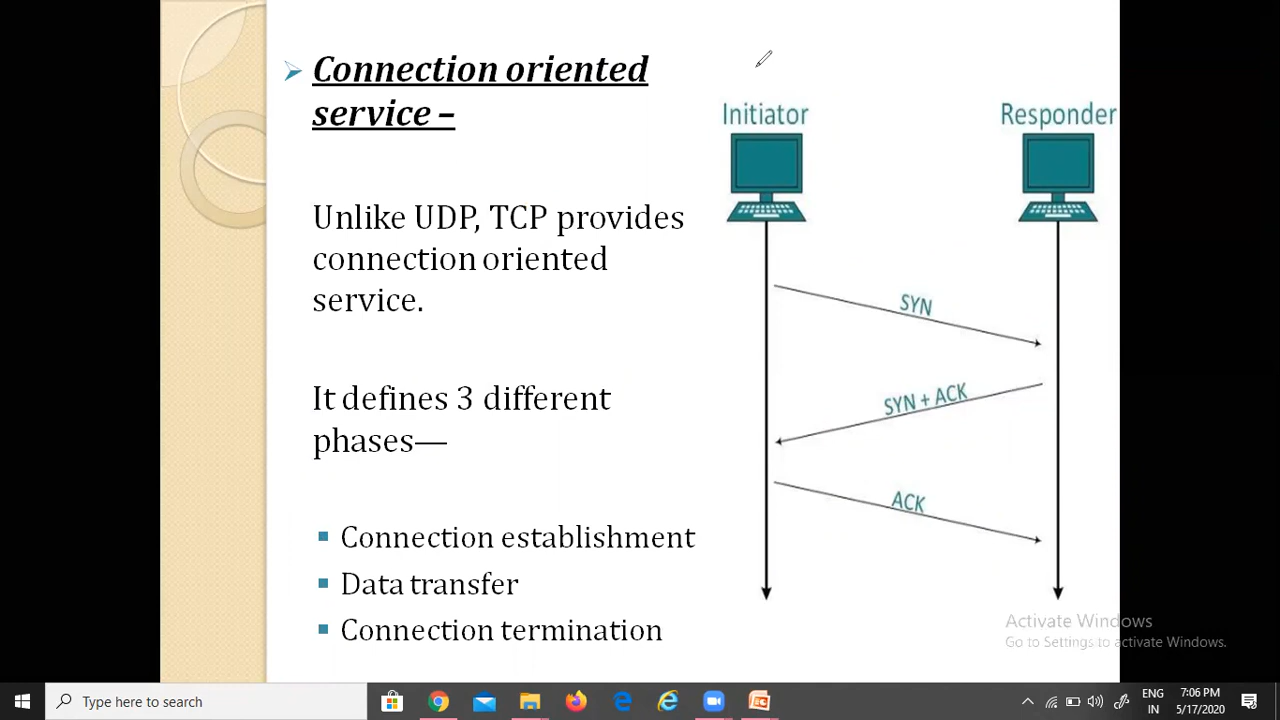 Connection oriented
service –
Unlike UDP, TCP provides
connection oriented
service.
It defines 3 different
phases—
Connection establishment
Data transfer
Connection termination
Initiator
Responder
SYN
SYN + ACK
ACK
Activate Windows
Go to Settings to activate Windows.
Type here to search
ENG
IN
7:06 PM
5/17/2020